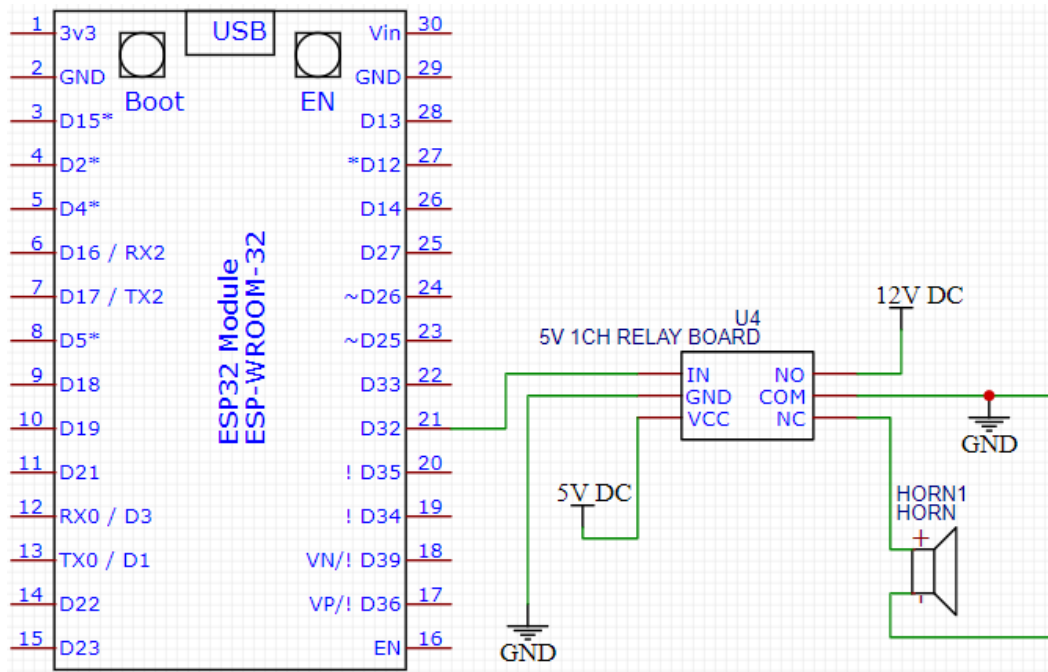 USB
Boot
EN
1 3v3 Vin 30
2 GND GND 29
3 D15* D13 28
4 D2* *D12 27
5 D4* D14 26
6 D16 / RX2 D27 25
7 D17 / TX2 ~D26 24
8 D5* ~D25 23
9 D18 D33 22
10 D19 D32 21
11 D21 ! D35 20
12 RX0 / D3 ! D34 19
13 TX0 / D1 VN/! D39 18
14 D22 VP/! D36 17
15 D23 EN 16
ESP32 Module
ESP-WROOM-32
12V DC
U4
5V 1CH RELAY BOARD
IN NO
GND COM
VCC NC
GND
5V DC
GND
HORN1
HORN
+
-